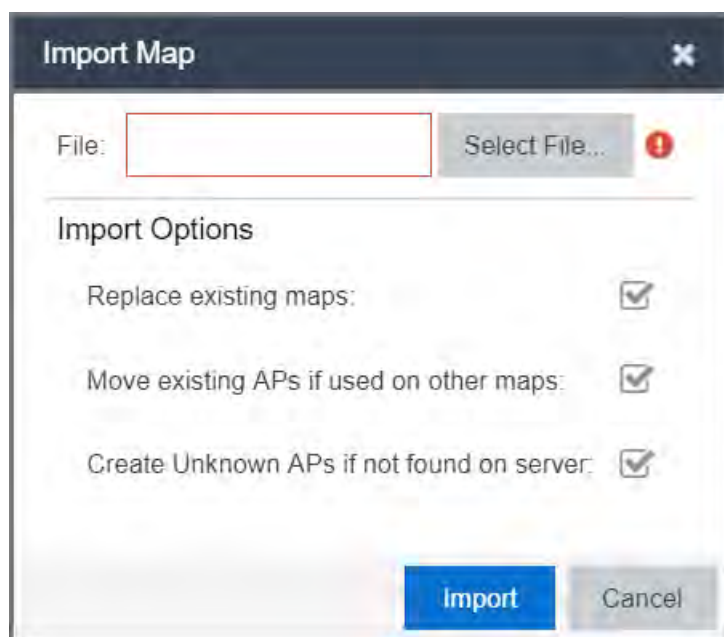 Import Map
File: Select File...
Import Options
Replace existing maps:
Move existing APs if used on other maps:
Create Unknown APs if not found on server:
Import Cancel